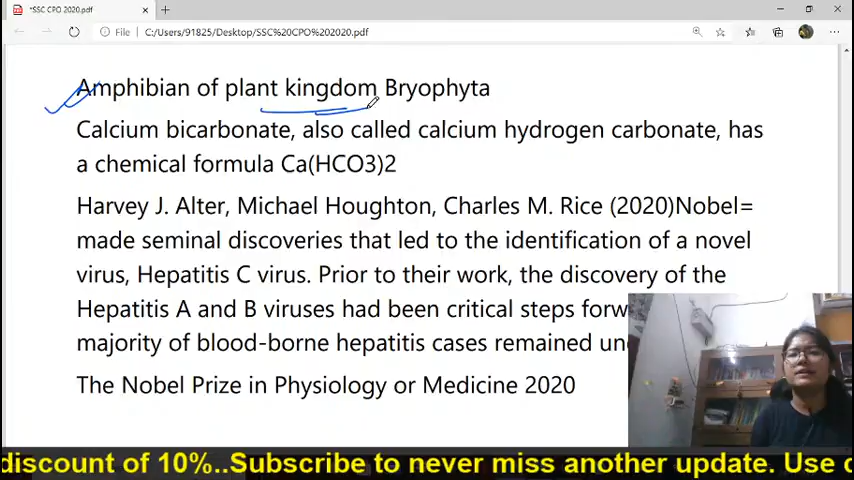 *SSC CPO 2020.pdf
File C:/Users/91825/Desktop/SSC%20CPO%202020.pdf
Amphibian of plant kingdom Bryophyta
Calcium bicarbonate, also called calcium hydrogen carbonate, has
a chemical formula Ca(HCO3)2
Harvey J. Alter, Michael Houghton, Charles M. Rice (2020)Nobel=
made seminal discoveries that led to the identification of a novel
virus, Hepatitis C virus. Prior to their work, the discovery of the
Hepatitis A and B viruses had been critical steps
majority of blood-borne hepatitis cases remained
The Nobel Prize in Physiology or Medicine 2020
discount of 10%..Subscribe to never miss another update. Use